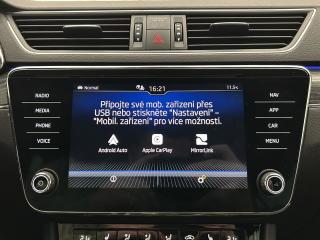 Normal 16:21 11.5°C
Připojte své mob. zařízení přes
USB nebo stiskněte "Nastavení" –
"Mobil. zařízení" pro více možností.
Android Auto Apple CarPlay MirrorLink
RADIO
MEDIA
PHONE
VOICE
NAV
APP
CAR
MENU